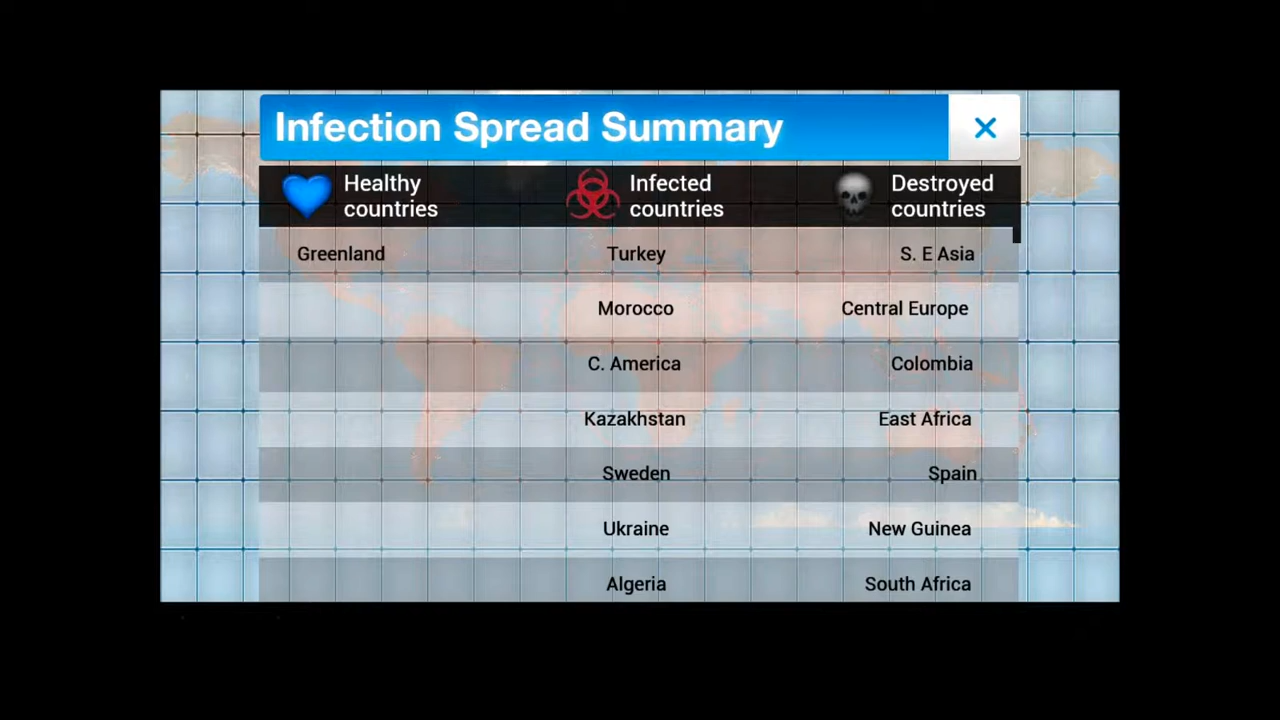 Infection Spread Summary
Healthy countries
Infected countries
Destroyed countries
Greenland Turkey S. E Asia
Morocco Central Europe
C. America Colombia
Kazakhstan East Africa
Sweden Spain
Ukraine New Guinea
Algeria South Africa